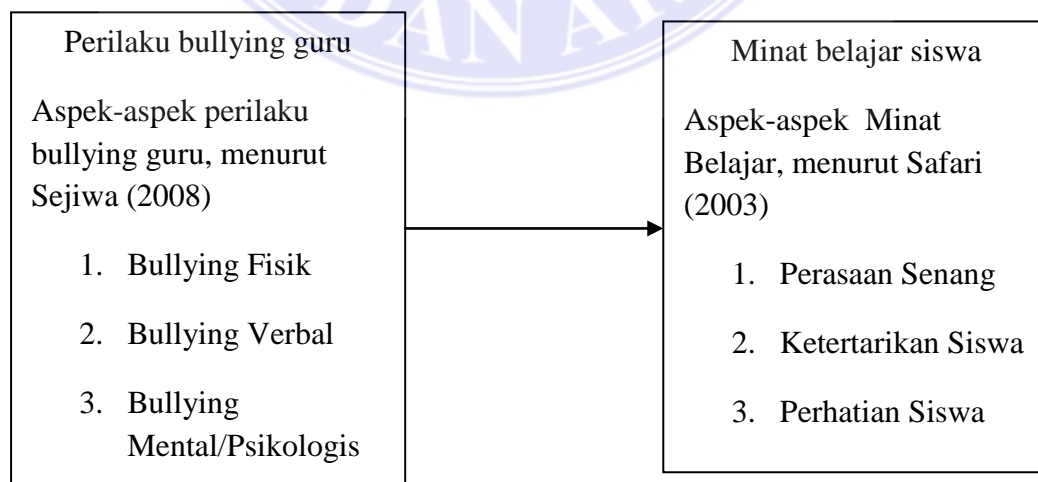 DAN AR
Perilaku bullying guru
Aspek-aspek perilaku
bullying guru, menurut
Sejiwa (2008)
1. Bullying Fisik
2. Bullying Verbal
3. Bullying
Mental/Psikologis
Minat belajar siswa
Aspek-aspek Minat
Belajar, menurut Safari
(2003)
1. Perasaan Senang
2. Ketertarikan Siswa
3. Perhatian Siswa